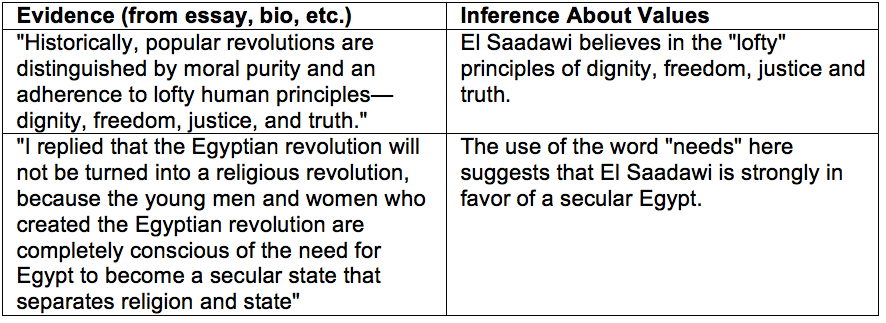 Evidence (from essay, bio, etc.)
Inference About Values
"Historically, popular revolutions are
distinguished by moral purity and an
adherence to lofty human principles—
dignity, freedom, justice, and truth."
El Saadawi believes in the "lofty"
principles of dignity, freedom, justice and
truth.
"I replied that the Egyptian revolution will
not be turned into a religious revolution,
because the young men and women who
created the Egyptian revolution are
completely conscious of the need for
Egypt to become a secular state that
separates religion and state"
The use of the word "needs" here
suggests that El Saadawi is strongly in
favor of a secular Egypt.